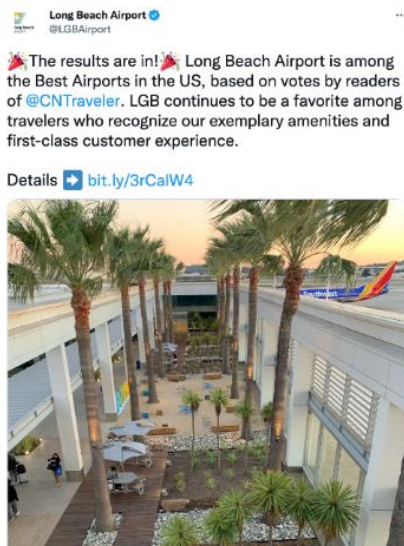 Long Beach Airport
@LGBAirport
🎉The results are in!🎉 Long Beach Airport is among
the Best Airports in the US, based on votes by readers
of @CNTraveler. LGB continues to be a favorite among
travelers who recognize our exemplary amenities and
first-class customer experience.
Details ➡️ bit.ly/3rCalW4
Southwest